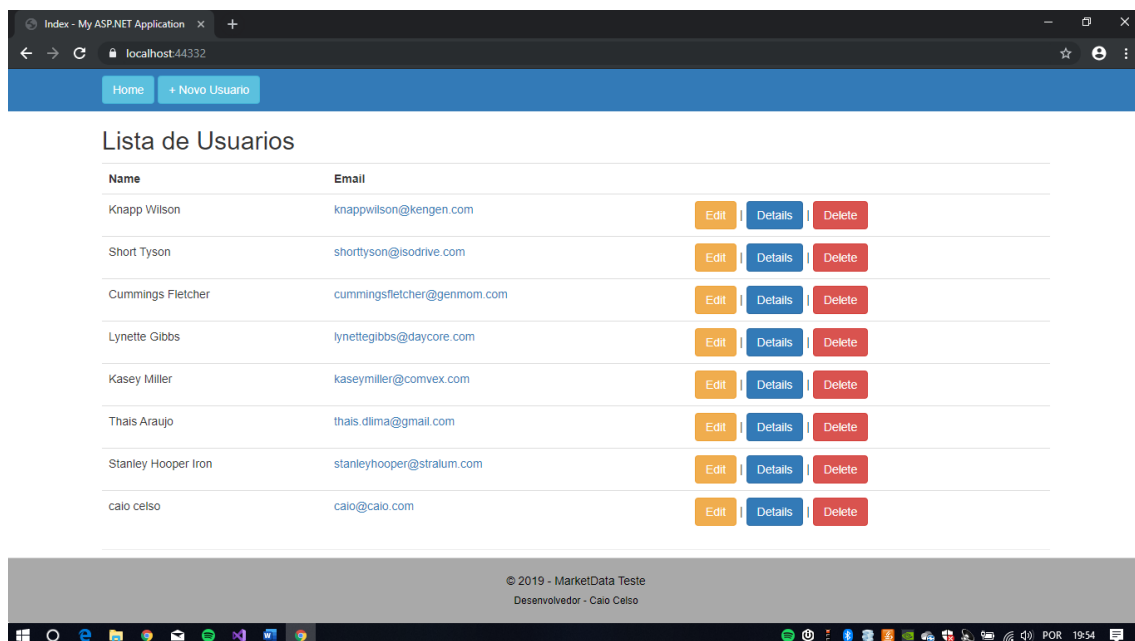 Index - My ASP.NET Application
localhost:44332
Home + Novo Usuario
Lista de Usuarios
Name Email
Knapp Wilson knappwilson@kengen.com Edit | Details | Delete
Short Tyson shorttyson@isodrive.com Edit | Details | Delete
Cummings Fletcher cummingsfletcher@genmom.com Edit | Details | Delete
Lynette Gibbs lynettegibbs@daycore.com Edit | Details | Delete
Kasey Miller kaseymiller@comvex.com Edit | Details | Delete
Thais Araujo thais.dlima@gmail.com Edit | Details | Delete
Stanley Hooper Iron stanleyhooper@stralum.com Edit | Details | Delete
caio celso caio@caio.com Edit | Details | Delete
© 2019 - MarketData Teste
Desenvolvedor - Caio Celso
POR 19:54